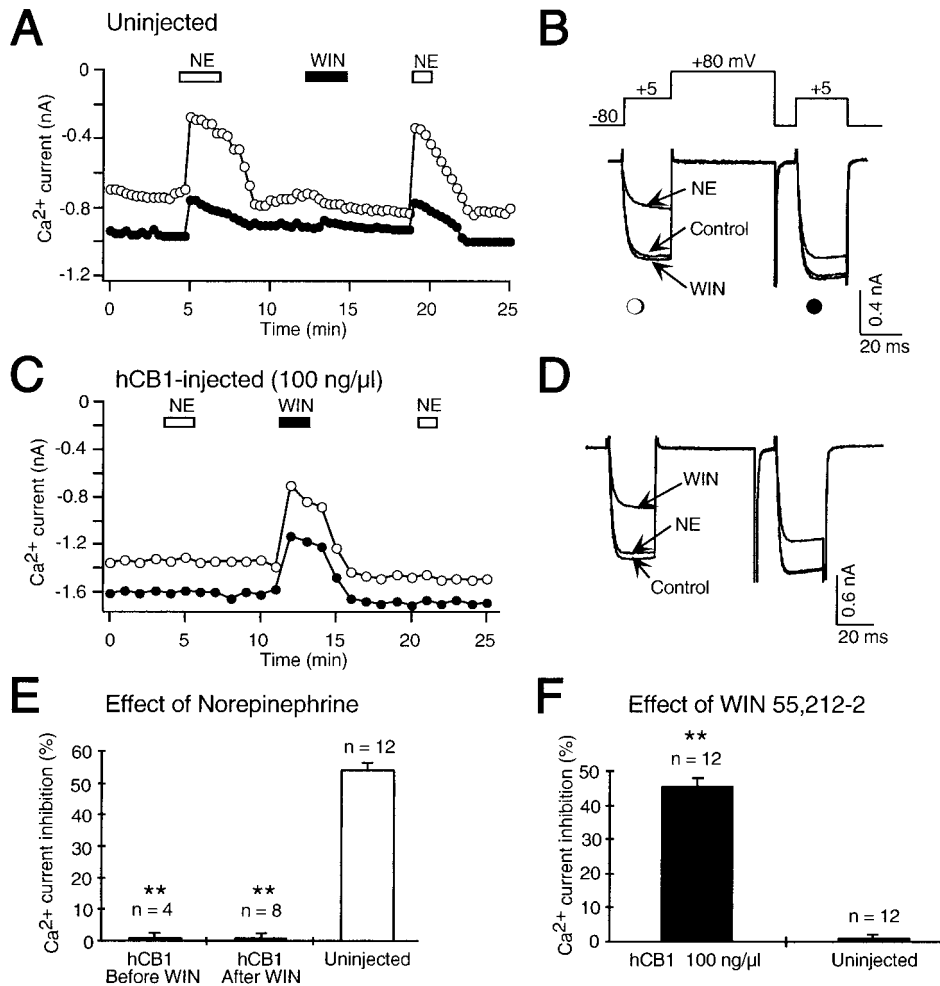 A Uninjected
NE
WIN
NE
0
-0.4
-0.8
-1.2
Ca2+ current (nA)
0 5 10 15 20 25
Time (min)
B
+80 mV
+5
+5
-80
NE
Control
WIN
0.4 nA
20 ms
C hCB1-injected (100 ng/µl)
NE
WIN
NE
0
-0.4
-0.8
-1.2
-1.6
Ca2+ current (nA)
0 5 10 15 20 25
Time (min)
D
WIN
NE
Control
0.6 nA
20 ms
E Effect of Norepinephrine
Ca2+ current inhibition (%)
60
50
40
30
20
10
0
**
n = 4
**
n = 8
n = 12
hCB1
Before WIN
hCB1
After WIN
Uninjected
F Effect of WIN 55,212-2
Ca2+ current inhibition (%)
50
40
30
20
10
0
**
n = 12
n = 12
hCB1 100 ng/µl
Uninjected